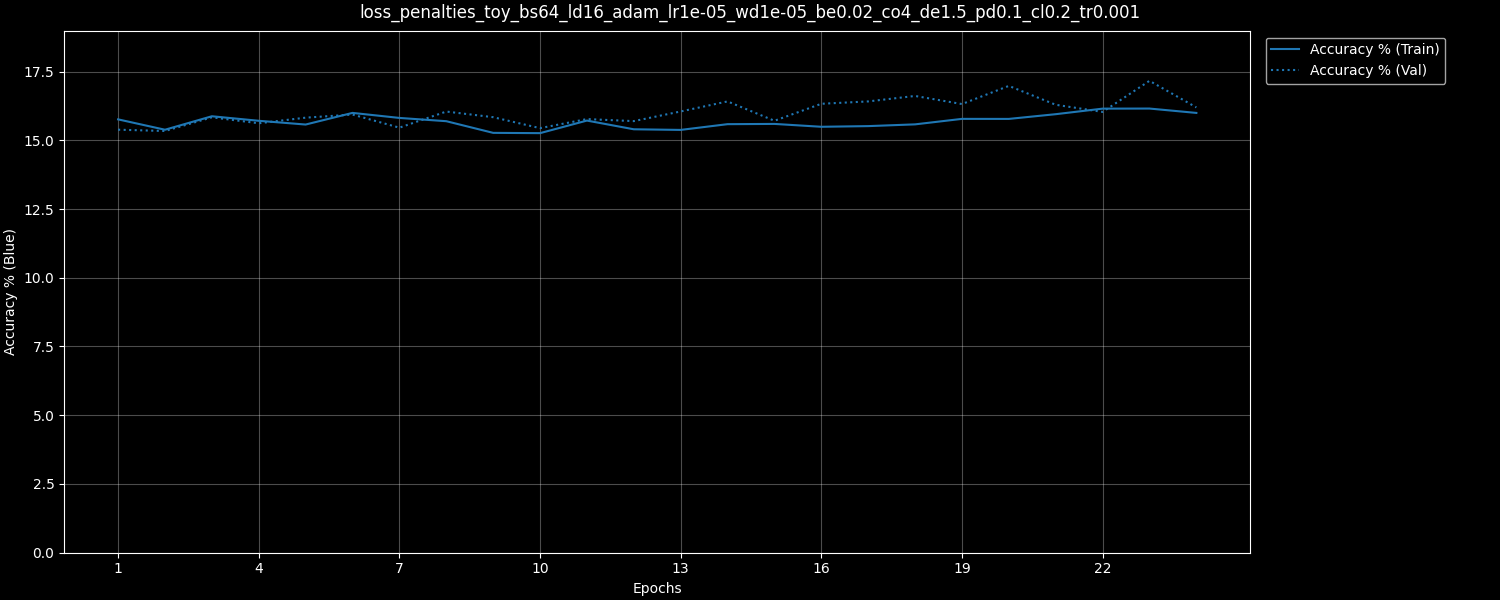 loss_penalties_toy_bs64_ld16_adam_lr1e-05_wd1e-05_be0.02_co4_de1.5_pd0.1_cl0.2_tr0.001
Accuracy % (Train)
Accuracy % (Val)
Accuracy % (Blue)
17.5
15.0
12.5
10.0
7.5
5.0
2.5
0.0
1 4 7 10 13 16 19 22
Epochs